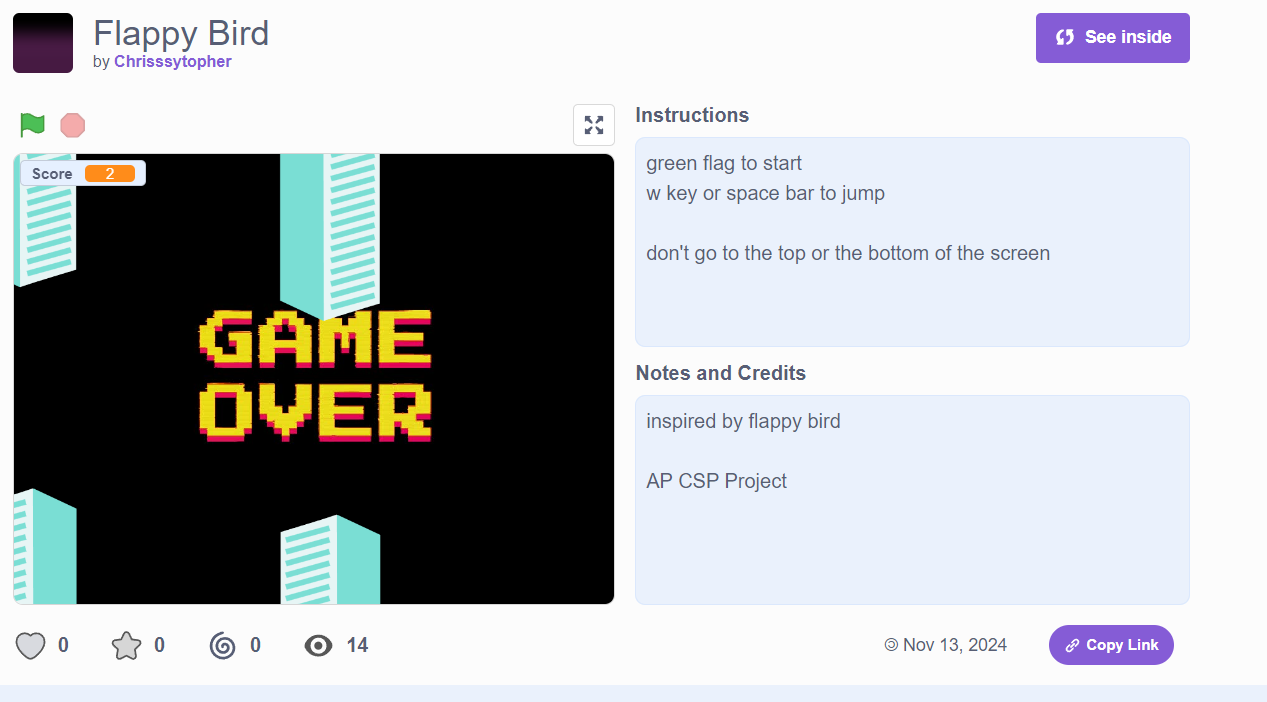 Flappy Bird
by Chrisssytopher
See inside
Score 2
GAME
OVER
Instructions
green flag to start
w key or space bar to jump
don't go to the top or the bottom of the screen
Notes and Credits
inspired by flappy bird
AP CSP Project
0 0 0 14
Nov 13, 2024
Copy Link